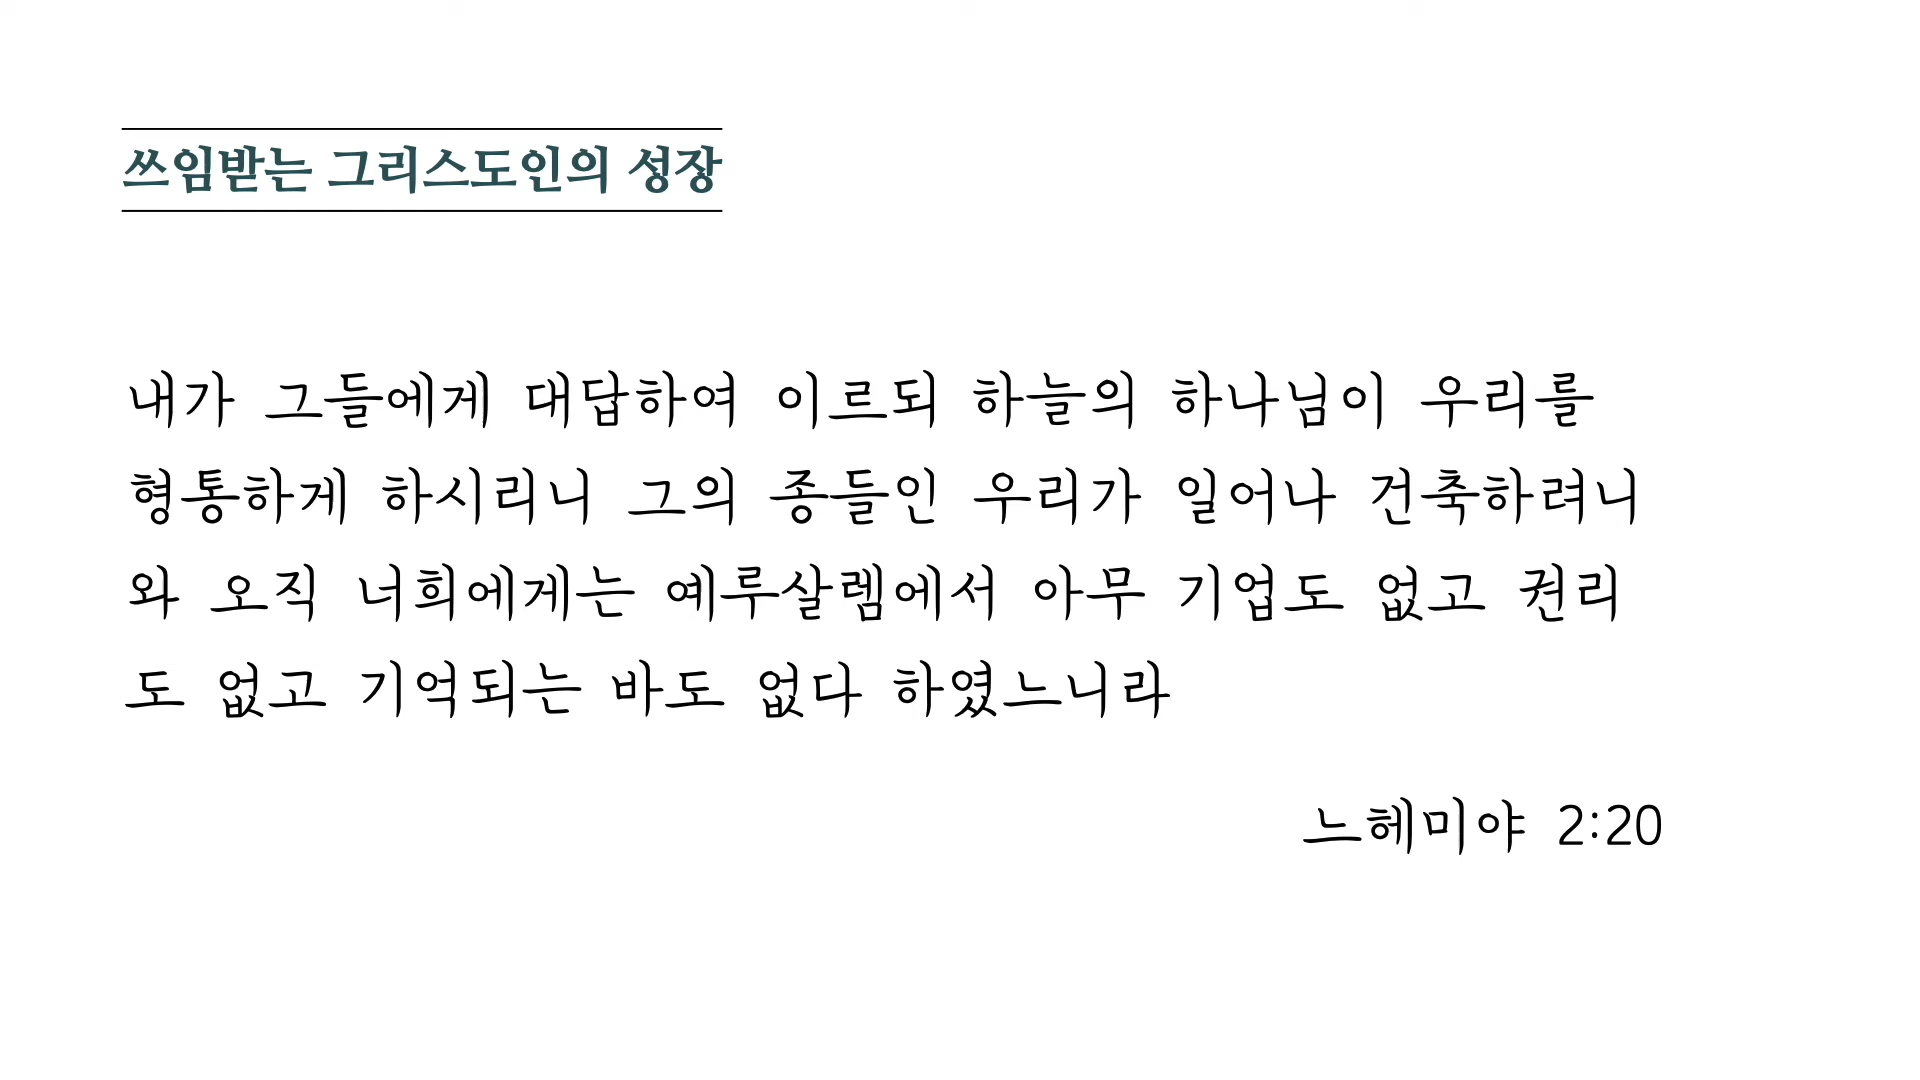 쓰임받는 그리스도인의 성장
내가 그들에게 대답하여 이르되 하늘의 하나님이 우리를
형통하게 하시리니 그의 종들인 우리가 일어나 건축하려니
와 오직 너희에게는 예루살렘에서 아무 기업도 없고 권리
도 없고 기억되는 바도 없다 하였느니라
느헤미야 2:20